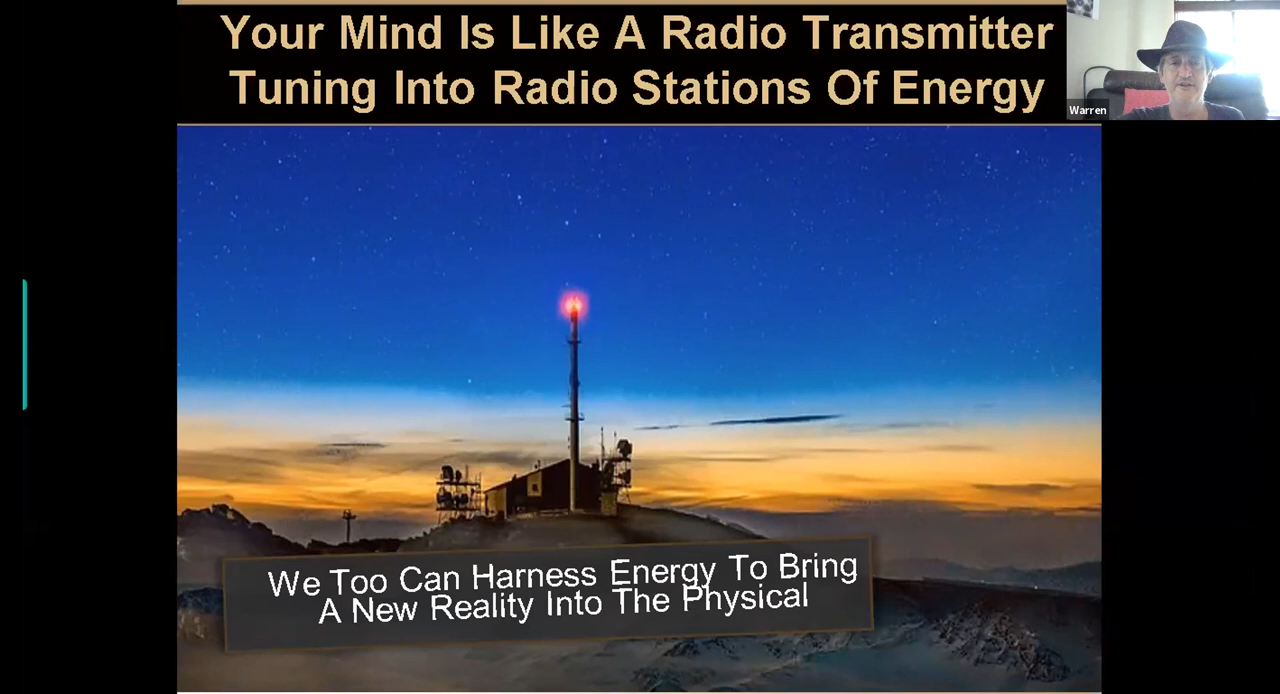 Your Mind Is Like A Radio Transmitter
Tuning Into Radio Stations Of Energy
Warren
We Too Can Harness Energy To Bring
A New Reality Into The Physical